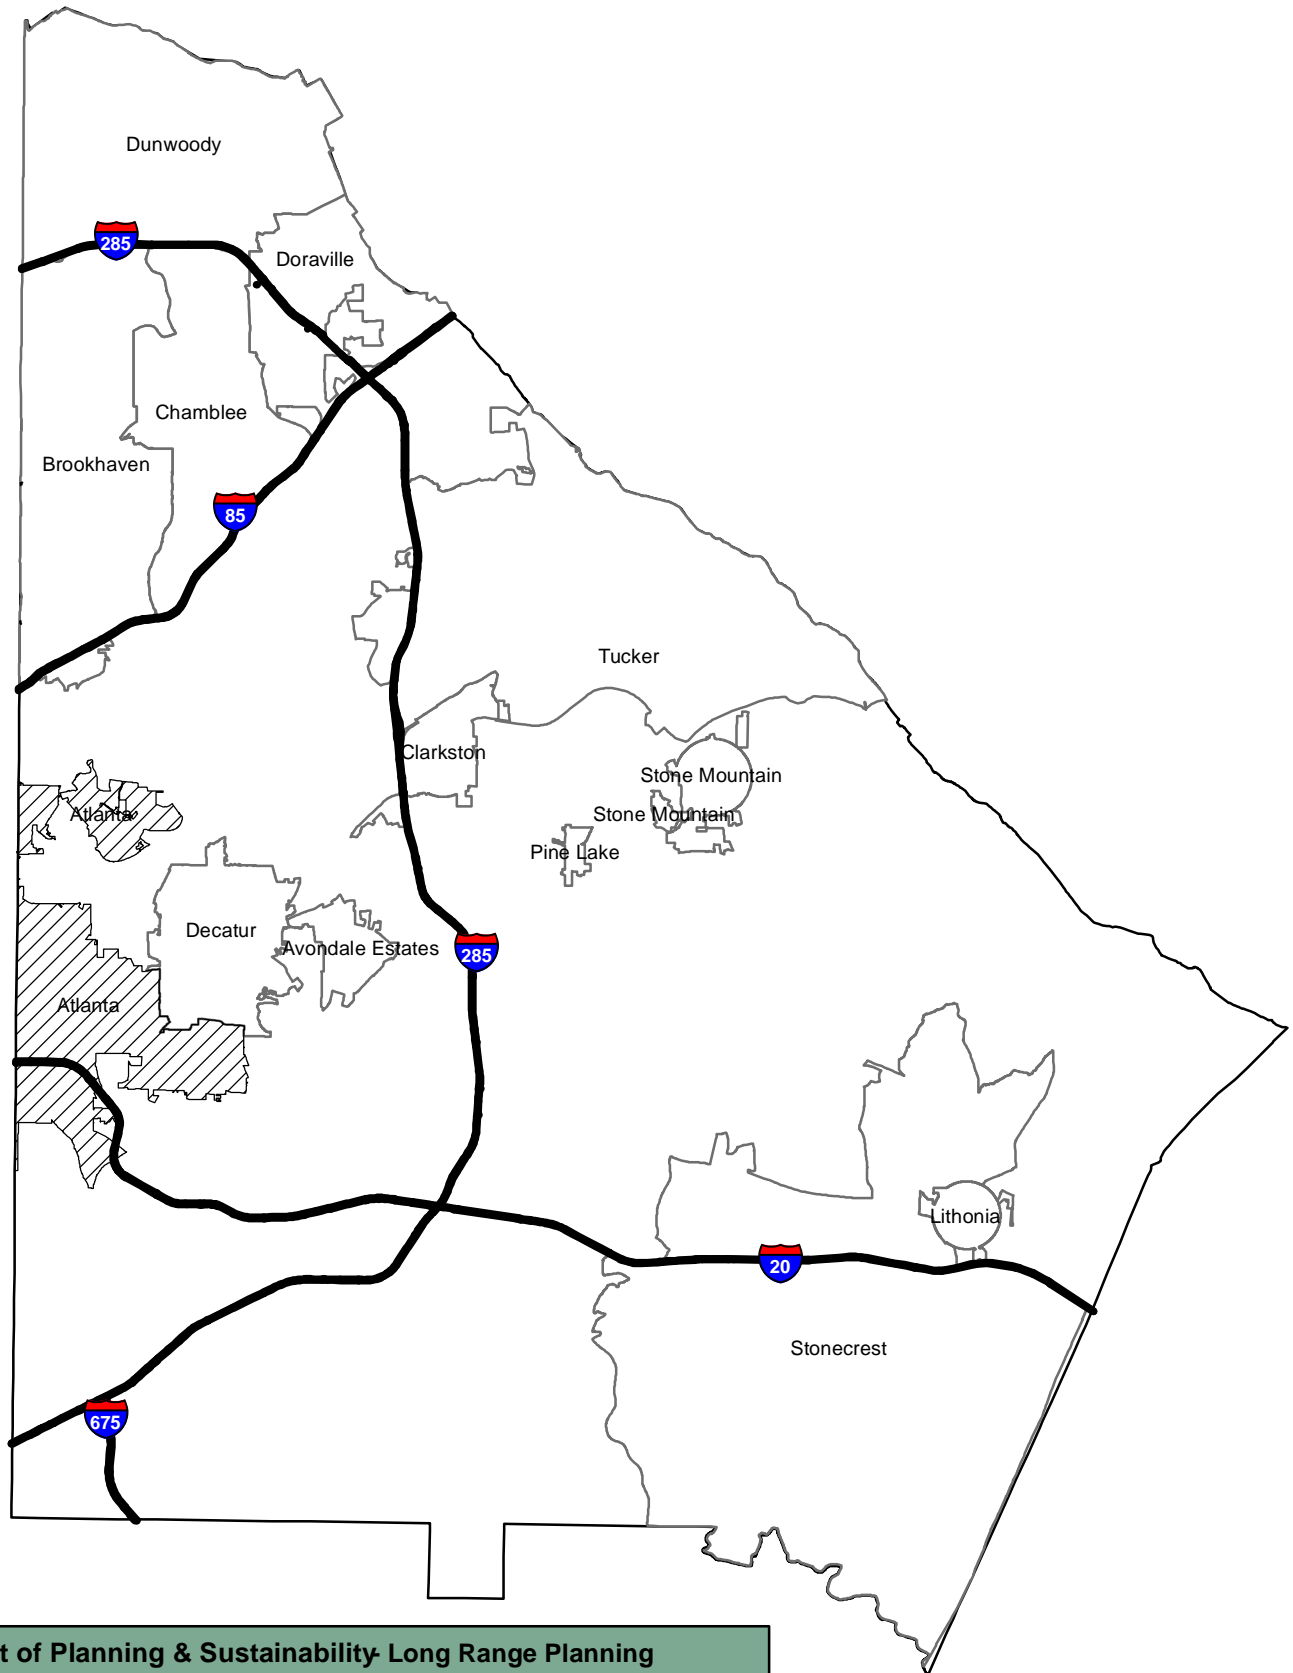 Dunwoody
285
Doraville
Chamblee
Brookhaven
85
Tucker
Clarkston
Stone Mountain
Stone Mountain
Atlanta
Pine Lake
Decatur
Avondale Estates
285
Atlanta
Lithonia
20
Stonecrest
675
t of Planning & Sustainability- Long Range Planning